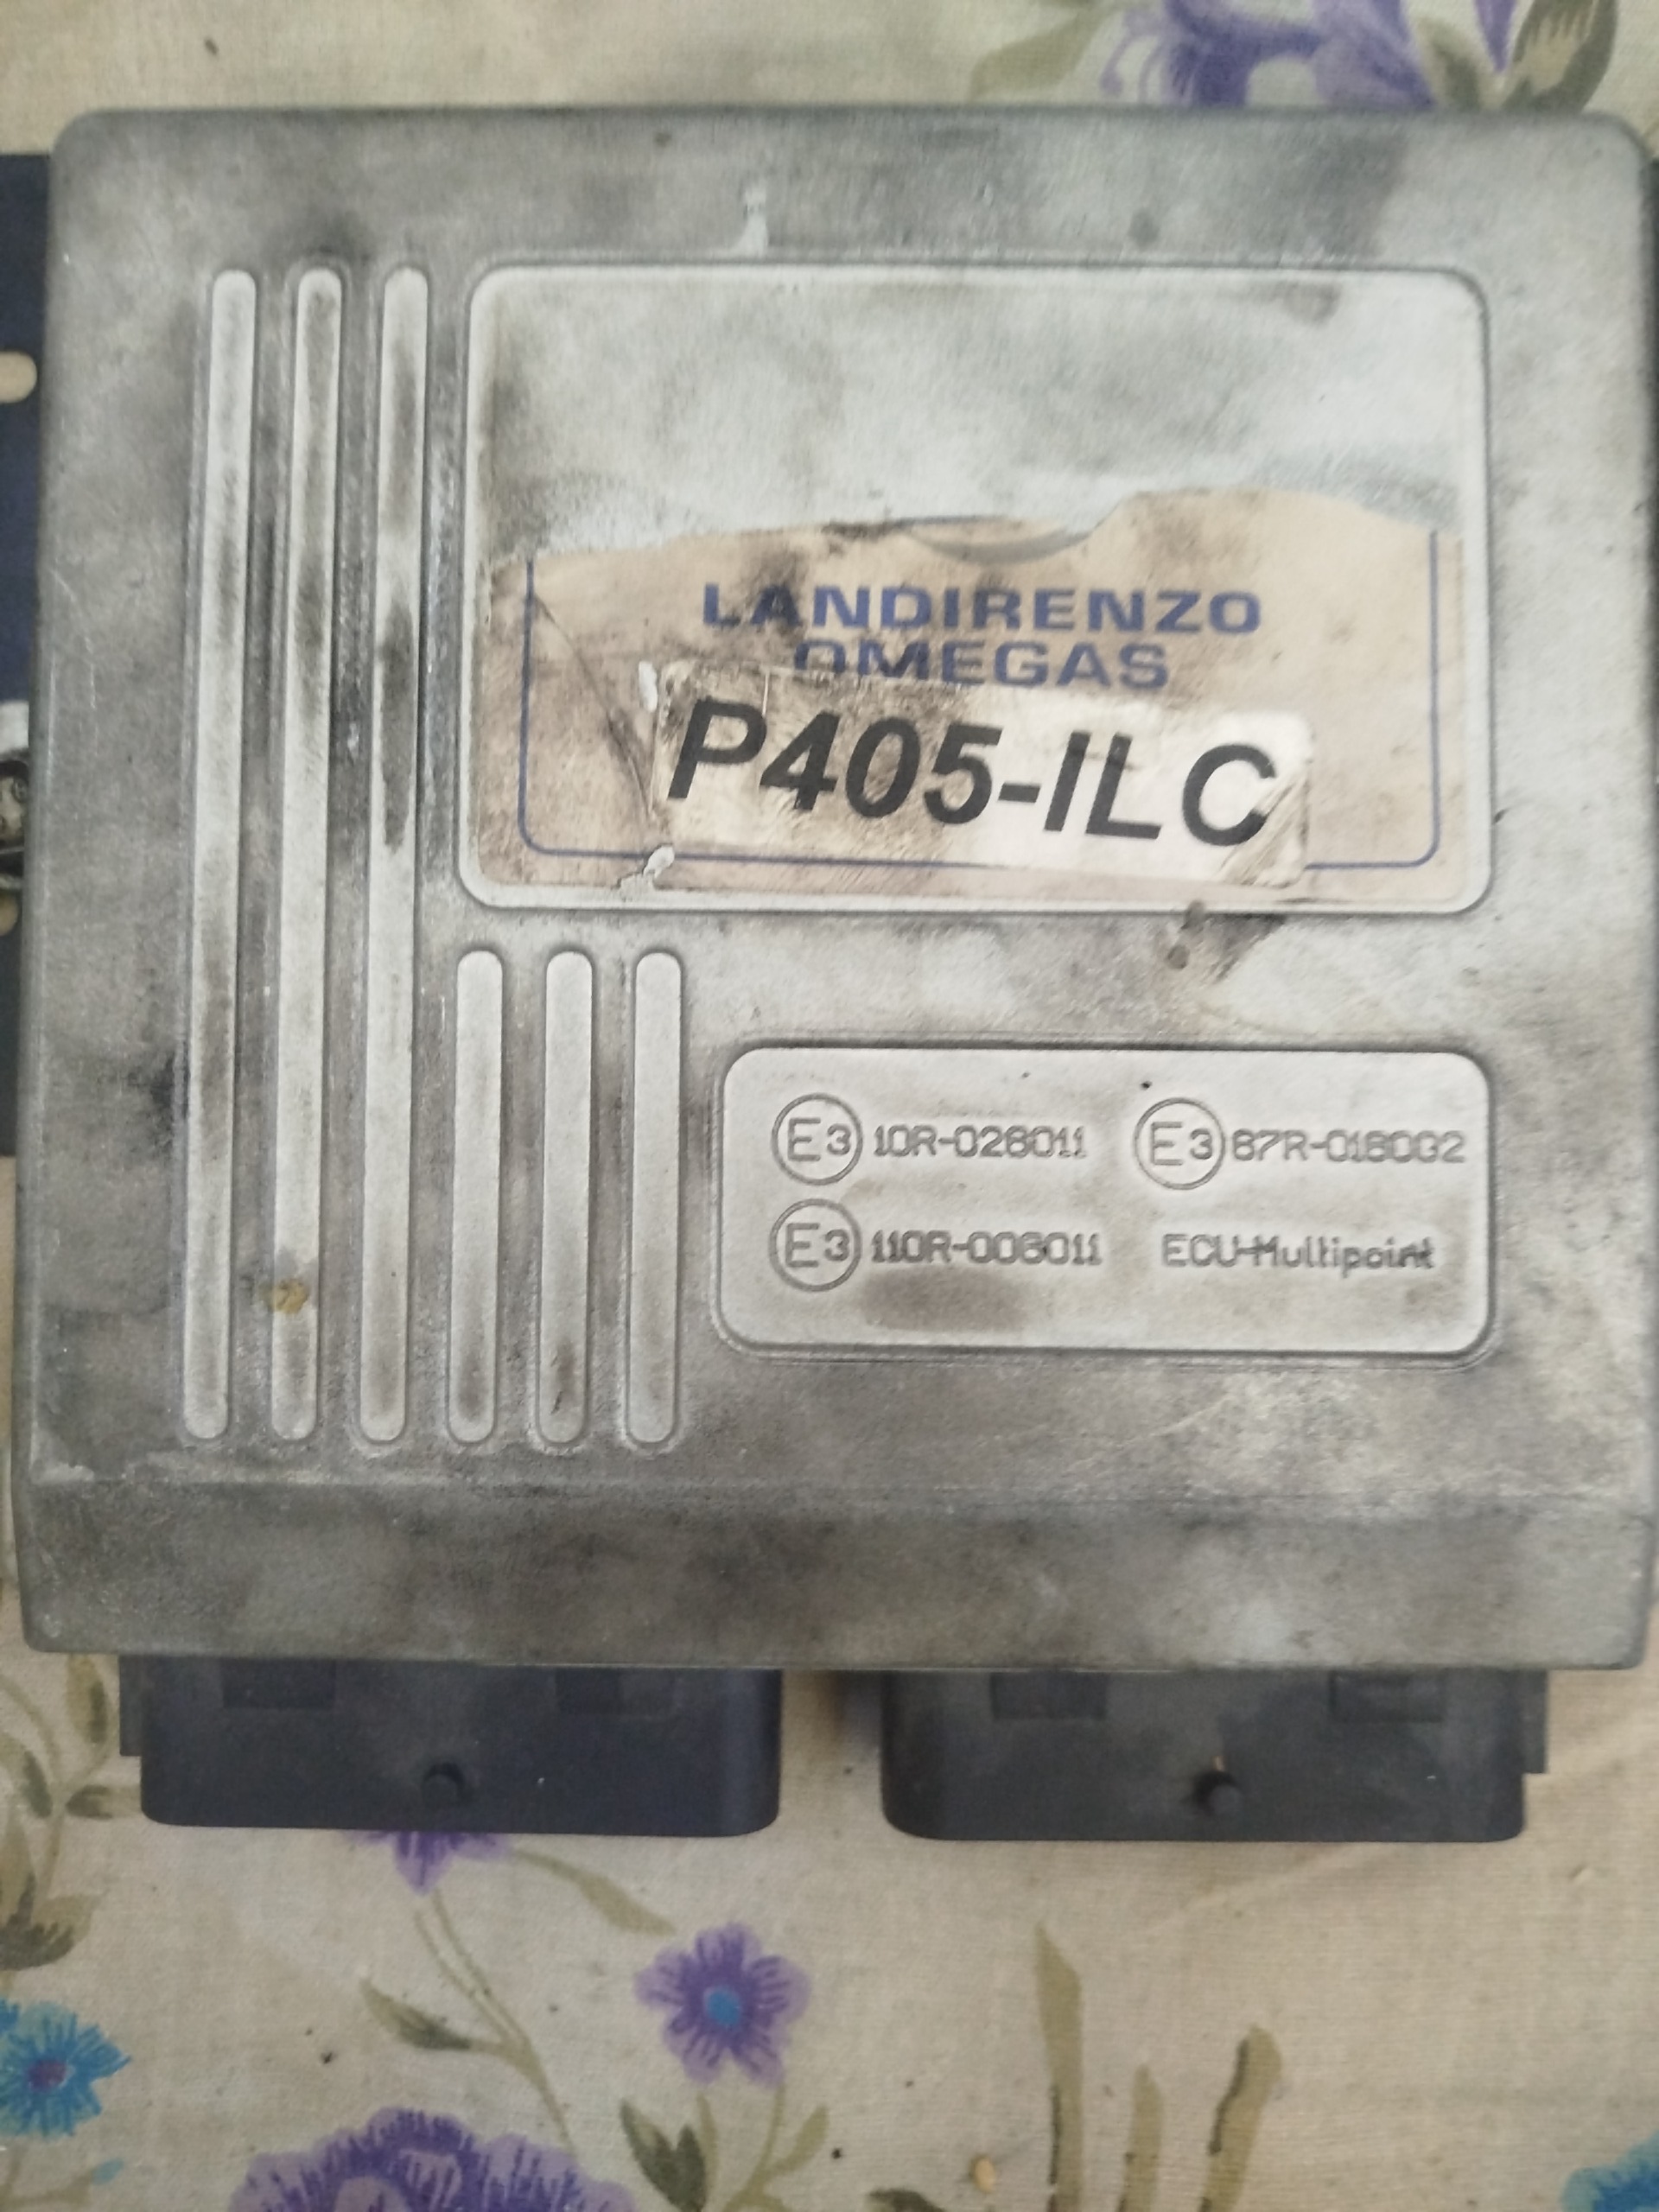 LANDIRENZO
OMEGAS
P405-ILC
E3 10R-026011
E3 67R-016002
E3 110R-006011
ECU-Multipoint